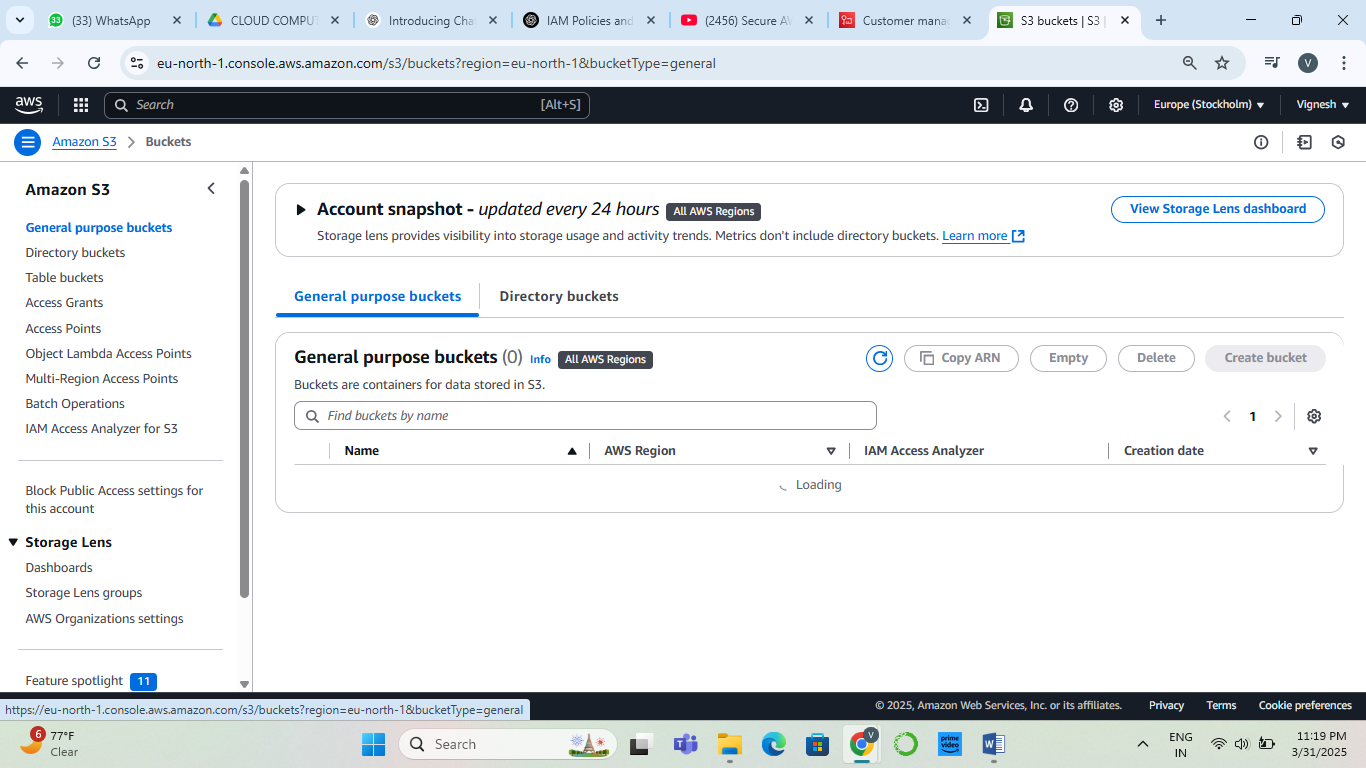 (33) WhatsApp
CLOUD COMPUT
Introducing Cha
IAM Policies and
(2456) Secure AW
Customer manag
S3 buckets | S3 |
eu-north-1.console.aws.amazon.com/s3/buckets?region=eu-north-1&bucketType=general
V
aws
Search [Alt+S]
Europe (Stockholm)
Vignesh
Amazon S3 > Buckets
Amazon S3
General purpose buckets
Directory buckets
Table buckets
Access Grants
Access Points
Object Lambda Access Points
Multi-Region Access Points
Batch Operations
IAM Access Analyzer for S3
Block Public Access settings for
this account
Storage Lens
Dashboards
Storage Lens groups
AWS Organizations settings
Feature spotlight 11
Account snapshot - updated every 24 hours All AWS Regions
View Storage Lens dashboard
Storage lens provides visibility into storage usage and activity trends. Metrics don't include directory buckets. Learn more
General purpose buckets
Directory buckets
General purpose buckets (0) Info All AWS Regions
Copy ARN
Empty
Delete
Create bucket
Buckets are containers for data stored in S3.
Find buckets by name
1
Name
AWS Region
IAM Access Analyzer
Creation date
Loading
https://eu-north-1.console.aws.amazon.com/s3/buckets?region=eu-north-1&bucketType=general
© 2025, Amazon Web Services, Inc. or its affiliates.
Privacy
Terms
Cookie preferences
6
77°F
Clear
Search
V
prime video
ENG
IN
11:19 PM
3/31/2025